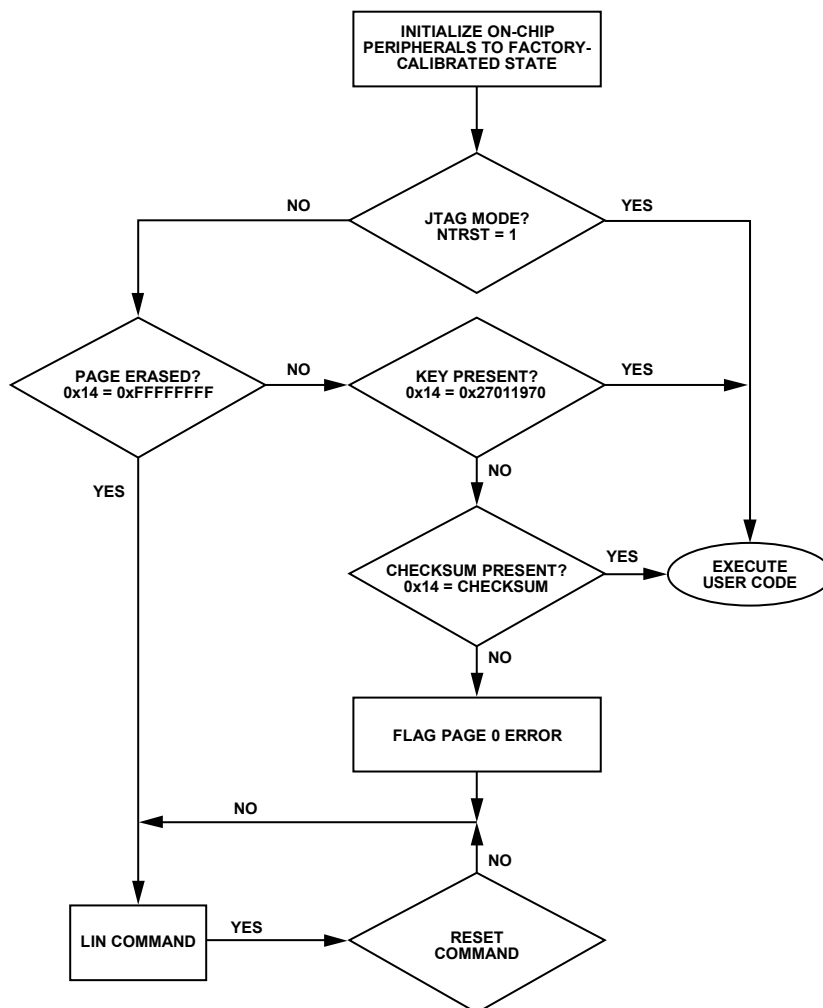 INITIALIZE ON-CHIP
PERIPHERALS TO FACTORY-
CALIBRATED STATE
NO
JTAG MODE?
NTRST = 1
YES
PAGE ERASED?
0x14 = 0xFFFFFFFF
NO
KEY PRESENT?
0x14 = 0x27011970
YES
YES
NO
CHECKSUM PRESENT?
0x14 = CHECKSUM
YES
EXECUTE
USER CODE
NO
FLAG PAGE 0 ERROR
NO
NO
LIN COMMAND
YES
RESET
COMMAND